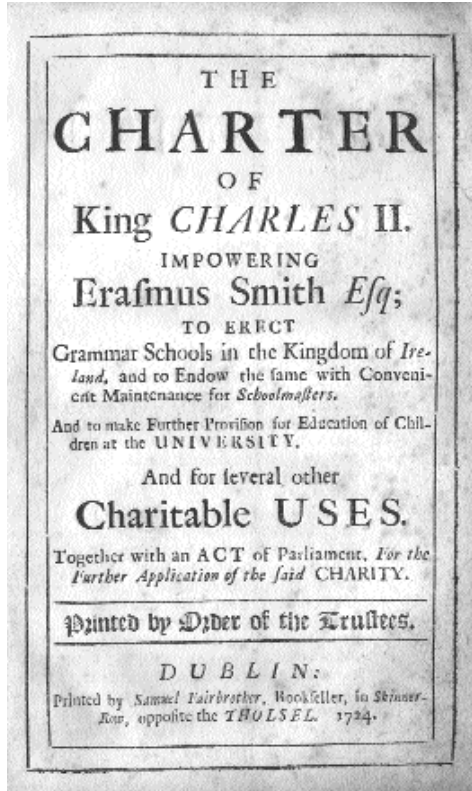 THE
CHARTER
OF
King CHARLES II.
IMPOWERING
Eraſmus Smith Eſq;
TO ERECT
Grammar Schools in the Kingdom of Ire-
land, and to Endow the ſame with Conveni-
ent Maintenance for Schoolmaſters.
And to make Further Proviſion for Education of Chil-
dren at the UNIVERSITY.
And for ſeveral other
Charitable USES.
Together with an ACT of Parliament, For the
Further Application of the ſaid CHARITY.
Printed by Order of the Truſtees.
DUBLIN:
Printed by Samuel Fairbrother, Bookſeller, in Skinner-
Row, oppoſite the THOLSEL. 1724.